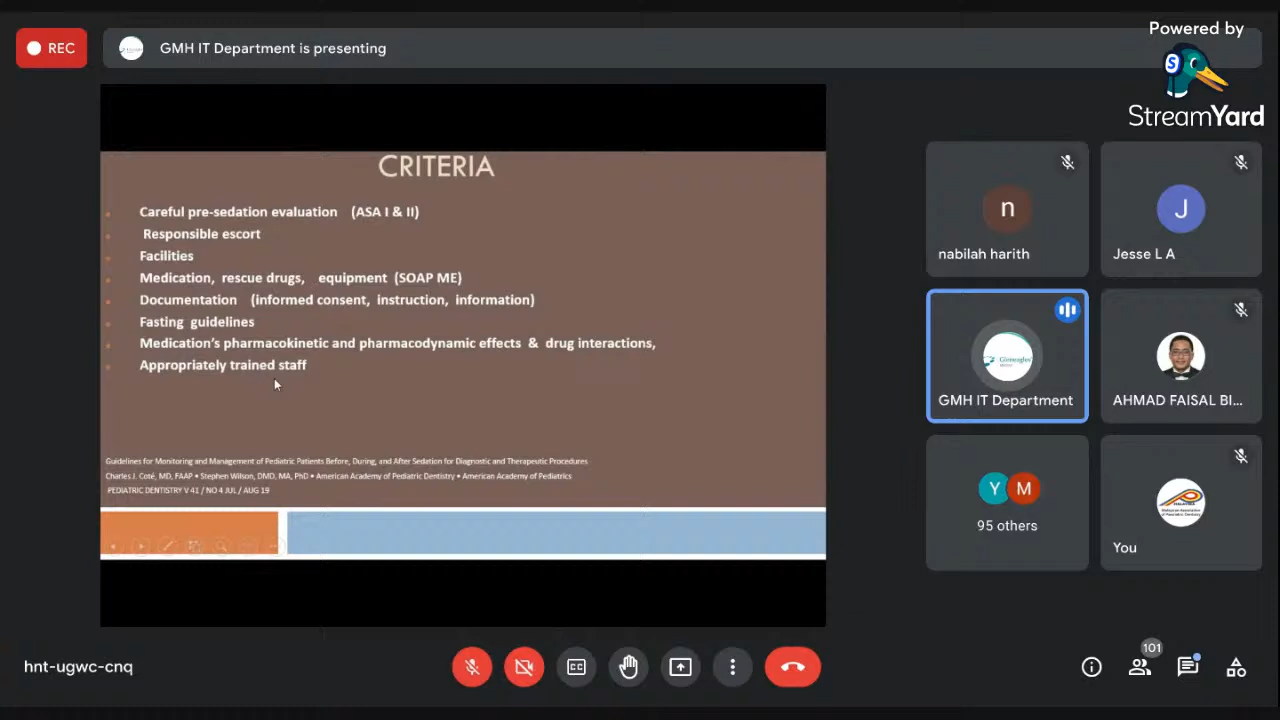 REC
GMH IT Department is presenting
Powered by
StreamYard
CRITERIA
Careful pre-sedation evaluation (ASA I & II)
Responsible escort
Facilities
Medication, rescue drugs, equipment (SOAP ME)
Documentation (informed consent, instruction, information)
Fasting guidelines
Medication's pharmacokinetic and pharmacodynamic effects & drug interactions,
Appropriately trained staff
Guidelines for Monitoring and Management of Pediatric Patients Before, During, and After Sedation for Diagnostic and Therapeutic Procedures
Charles J. Coté, MD, FAAP • Stephen Wilson, DMD, MA, PhD • American Academy of Pediatric Dentistry • American Academy of Pediatrics
PEDIATRIC DENTISTRY V 41 / NO 4 JUL / AUG 19
n
nabilah harith
J
Jesse L A
Gleneagles
GMH IT Department
AHMAD FAISAL BI...
Y M
95 others
You
hnt-ugwc-cnq
101